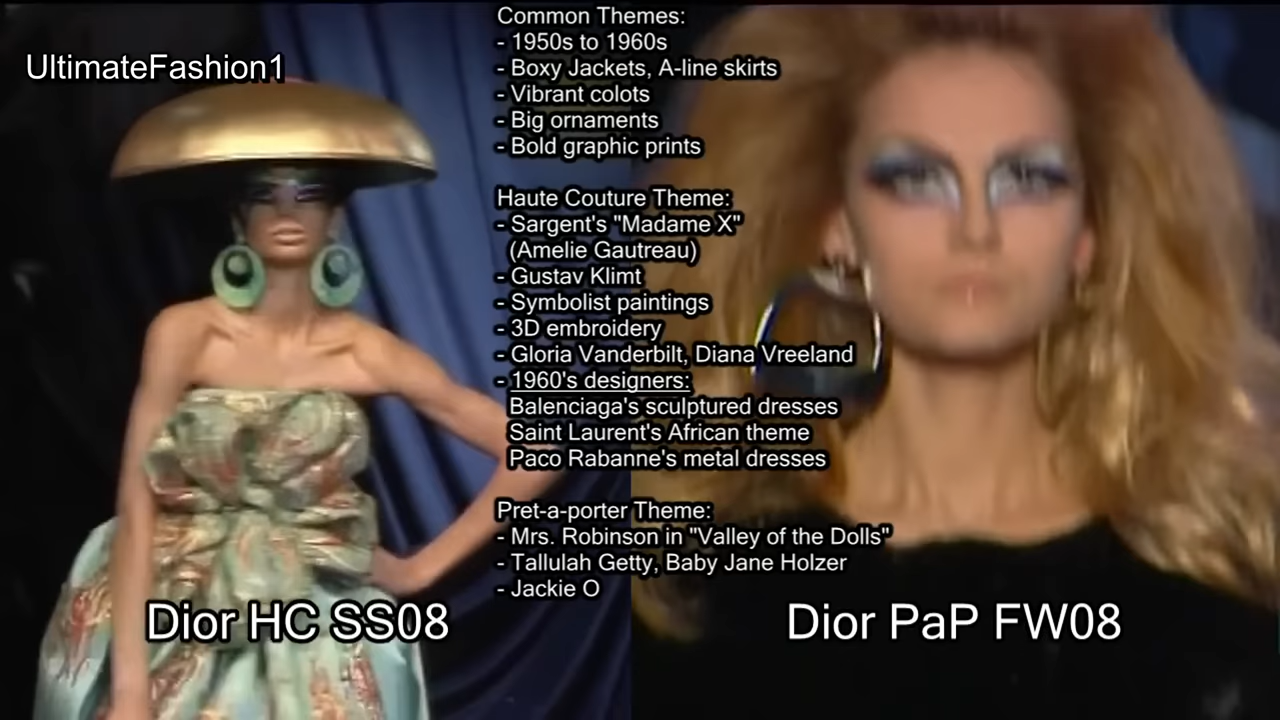 UltimateFashion1
Common Themes:
- 1950s to 1960s
- Boxy Jackets, A-line skirts
- Vibrant colots
- Big ornaments
- Bold graphic prints
Haute Couture Theme:
- Sargent's "Madame X"
(Amelie Gautreau)
- Gustav Klimt
- Symbolist paintings
- 3D embroidery
- Gloria Vanderbilt, Diana Vreeland
- 1960's designers:
Balenciaga's sculptured dresses
Saint Laurent's African theme
Paco Rabanne's metal dresses
Pret-a-porter Theme:
- Mrs. Robinson in "Valley of the Dolls"
- Tallulah Getty, Baby Jane Holzer
- Jackie O
Dior HC SS08
Dior PaP FW08